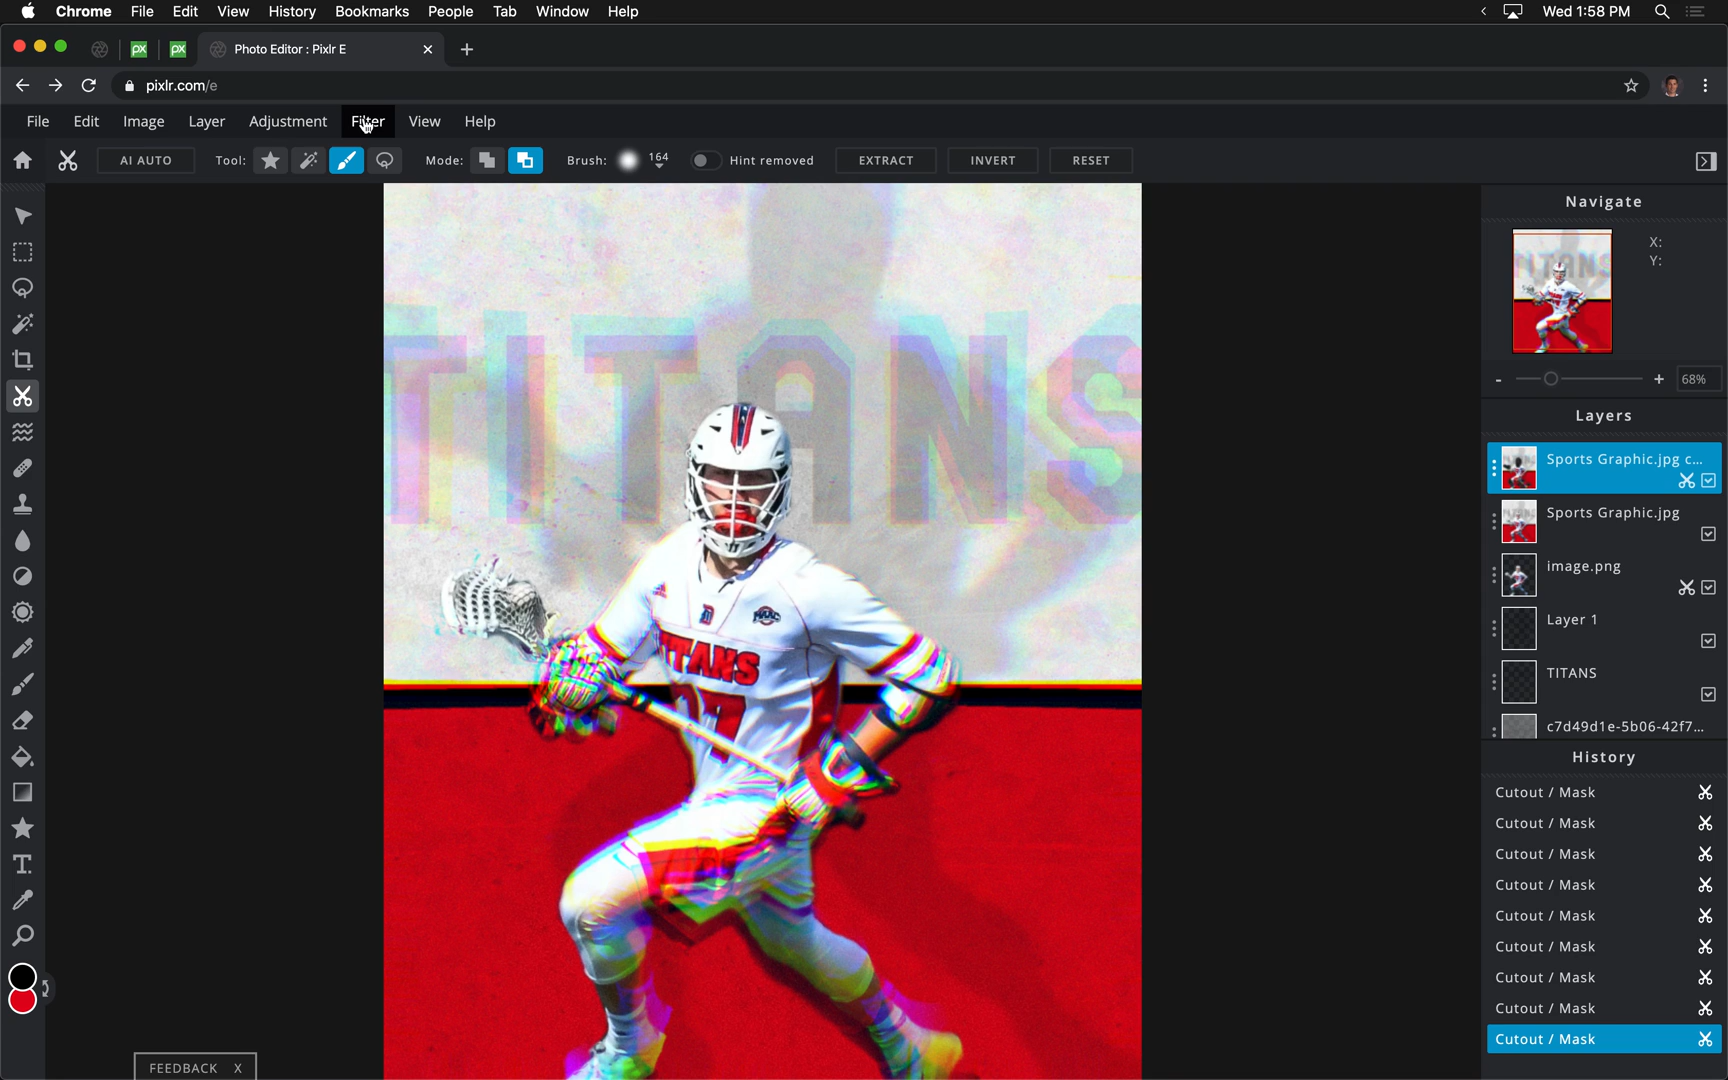 Chrome File Edit View History Bookmarks People Tab Window Help Wed 1:58 PM
px px Photo Editor : Pixlr E
pixlr.com/e
File Edit Image Layer Adjustment Filter View Help
AI AUTO Tool: Mode: Brush: 164 Hint removed EXTRACT INVERT RESET
Navigate
X:
Y:
68%
TITANS
TITANS
Layers
Sports Graphic.jpg c...
Sports Graphic.jpg
image.png
Layer 1
TITANS
c7d49d1e-5b06-42f7...
MAAC
TITANS
History
Cutout / Mask
Cutout / Mask
Cutout / Mask
Cutout / Mask
Cutout / Mask
Cutout / Mask
Cutout / Mask
Cutout / Mask
Cutout / Mask
FEEDBACK X